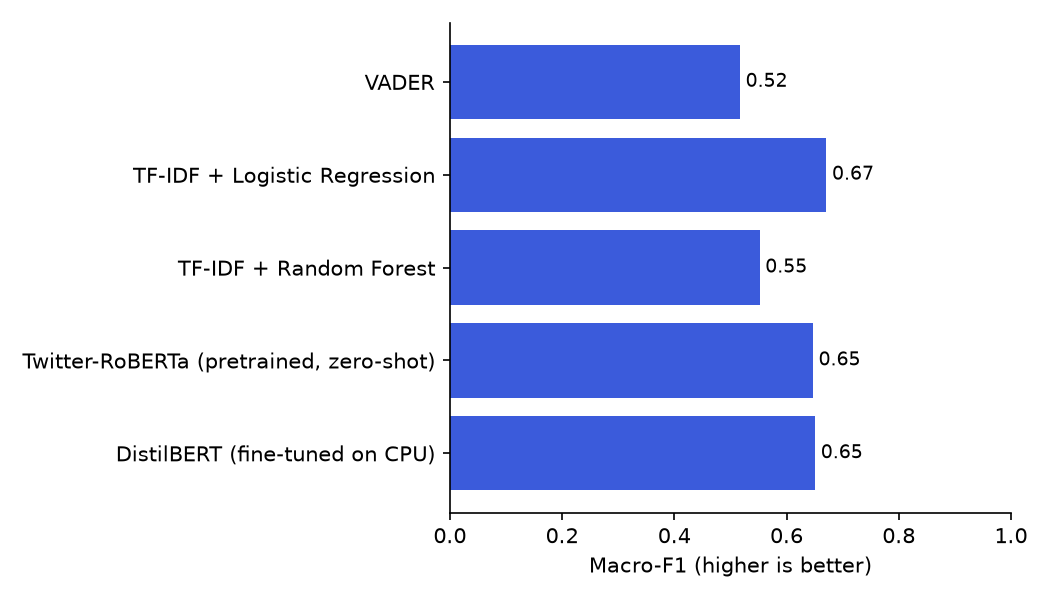 VADER 0.52
TF-IDF + Logistic Regression 0.67
TF-IDF + Random Forest 0.55
Twitter-RoBERTa (pretrained, zero-shot) 0.65
DistilBERT (fine-tuned on CPU) 0.65
0.0 0.2 0.4 0.6 0.8 1.0
Macro-F1 (higher is better)